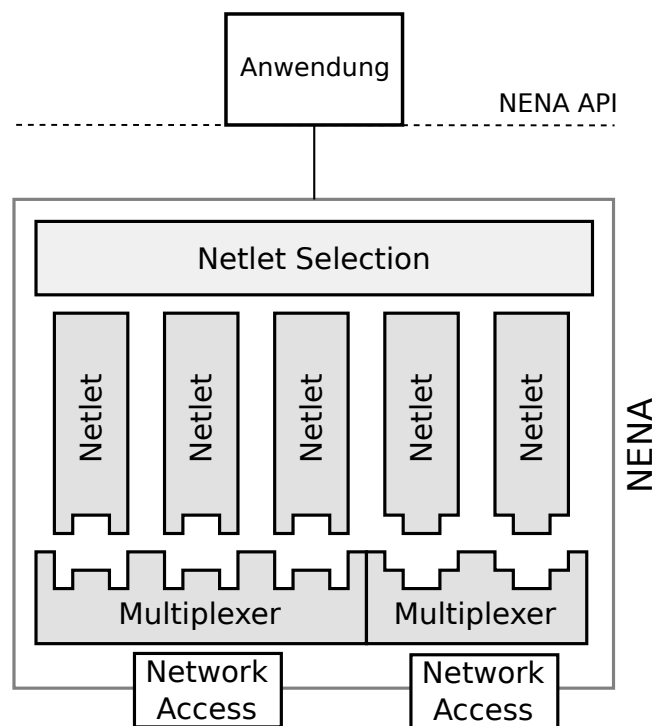 Anwendung
NENA API
Netlet Selection
Netlet
Netlet
Netlet
Netlet
Netlet
NENA
Multiplexer
Multiplexer
Network
Access
Network
Access